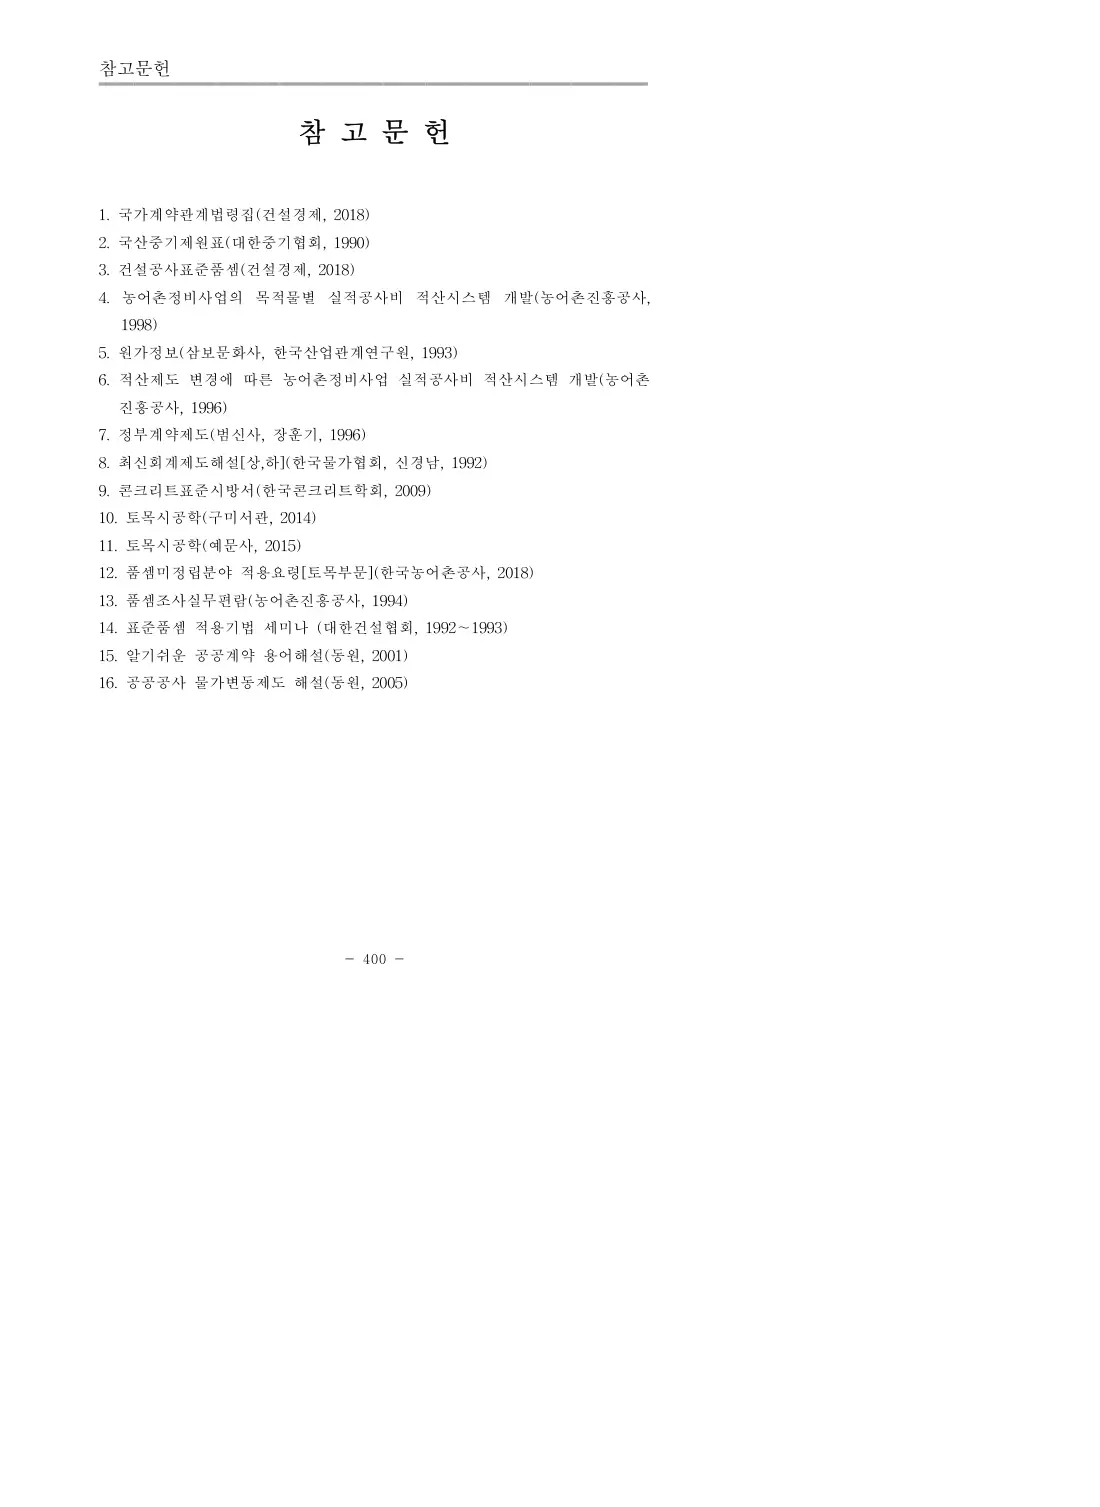 참고문헌
참 고 문 헌
1. 국가계약관계법령집(건설경제, 2018)
2. 국산중기제원표(대한중기협회, 1990)
3. 건설공사표준품셈(건설경제, 2018)
4. 농어촌정비사업의 목적물별 실적공사비 적산시스템 개발(농어촌진흥공사,
1998)
5. 원가정보(삼보문화사, 한국산업관계연구원, 1993)
6. 적산제도 변경에 따른 농어촌정비사업 실적공사비 적산시스템 개발(농어촌
진흥공사, 1996)
7. 정부계약제도(범신사, 장훈기, 1996)
8. 최신회계제도해설[상,하](한국물가협회, 신경남, 1992)
9. 콘크리트표준시방서(한국콘크리트학회, 2009)
10. 토목시공학(구미서관, 2014)
11. 토목시공학(예문사, 2015)
12. 품셈미정립분야 적용요령[토목부문](한국농어촌공사, 2018)
13. 품셈조사실무편람(농어촌진흥공사, 1994)
14. 표준품셈 적용기법 세미나 (대한건설협회, 1992～1993)
15. 알기쉬운 공공계약 용어해설(동원, 2001)
16. 공공공사 물가변동제도 해설(동원, 2005)
－ 400 －